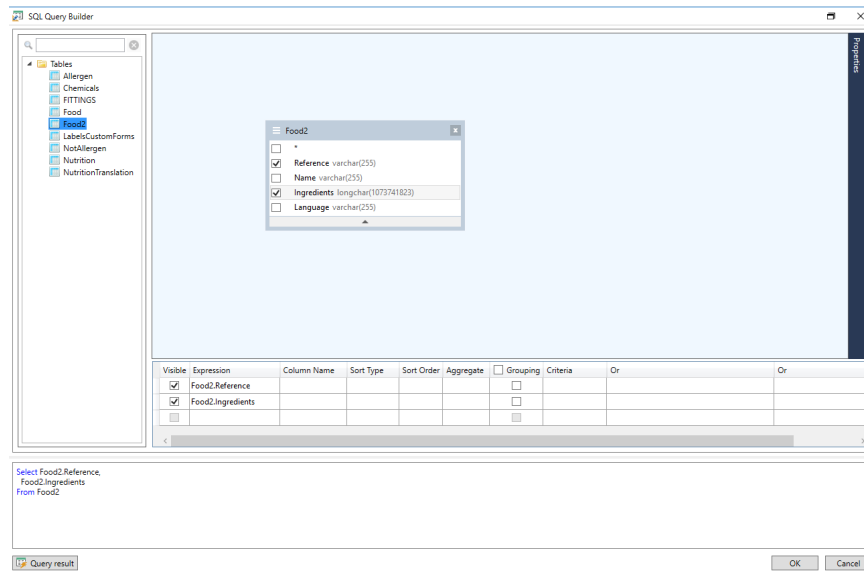 SQL Query Builder
Properties
Tables
Allergen
Chemicals
FITTINGS
Food
Food2
LabelsCustomForms
NotAllergen
Nutrition
NutritionTranslation
Food2
*
Reference varchar(255)
Name varchar(255)
Ingredients longchar(1073741823)
Language varchar(255)
Visible Expression Column Name Sort Type Sort Order Aggregate Grouping Criteria Or Or
Food2.Reference
Food2.Ingredients
Select Food2.Reference,
Food2.Ingredients
From Food2
Query result OK Cancel